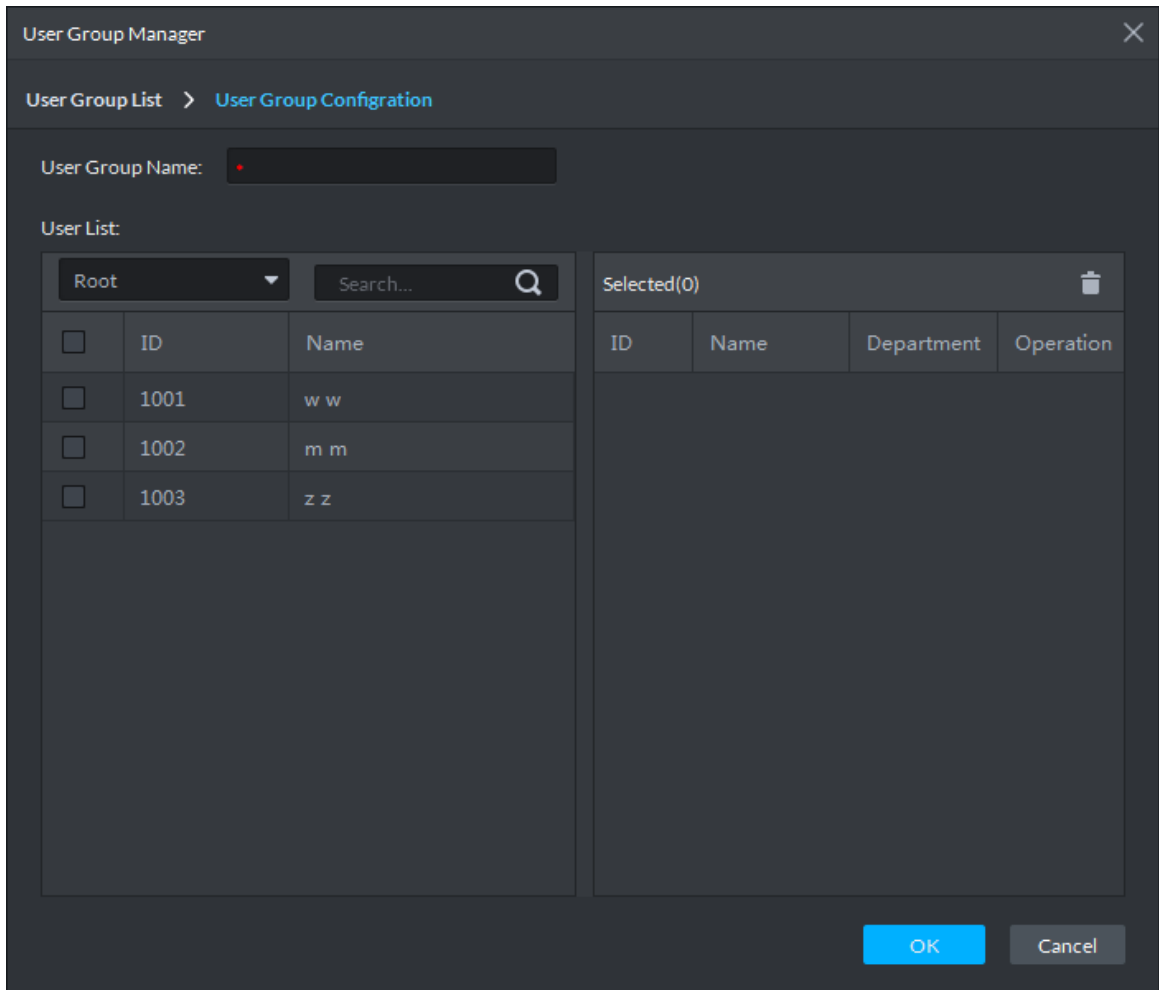 User Group Manager
User Group List > User Group Configration
User Group Name:
User List:
Root Search... Selected(0)
ID Name ID Name Department Operation
1001 w w
1002 m m
1003 z z
OK Cancel